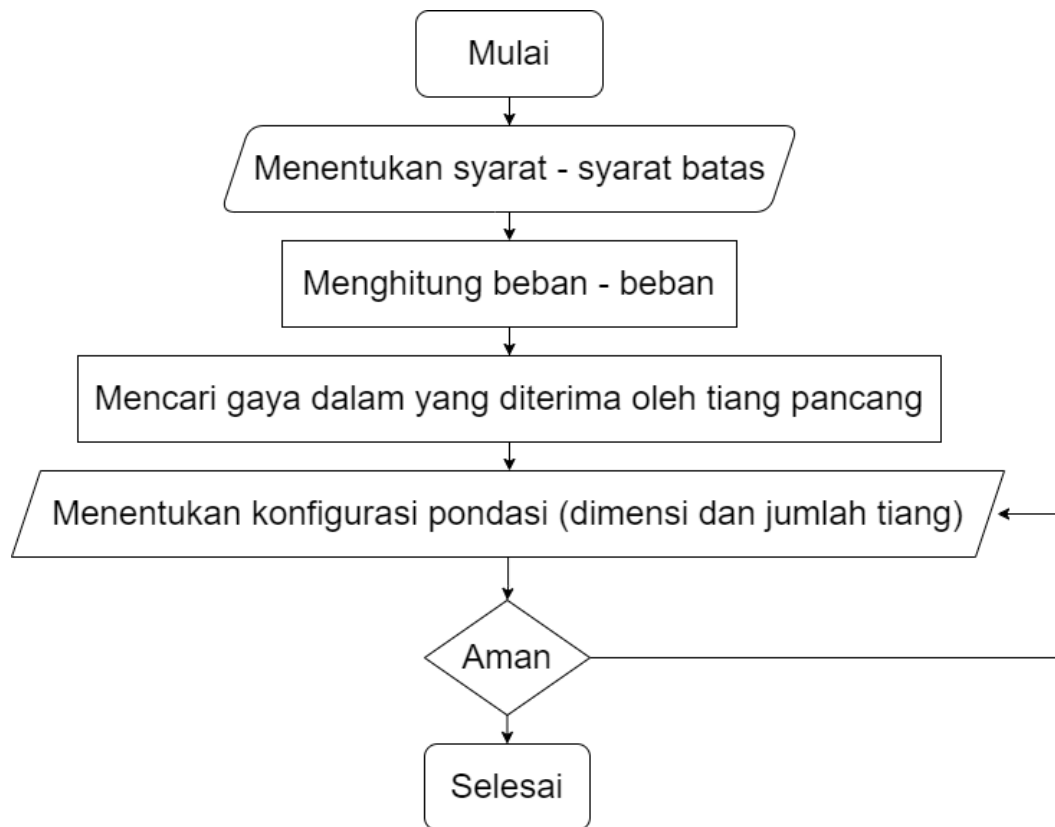 Mulai
Menentukan syarat - syarat batas
Menghitung beban - beban
Mencari gaya dalam yang diterima oleh tiang pancang
Menentukan konfigurasi pondasi (dimensi dan jumlah tiang)
Aman
Selesai